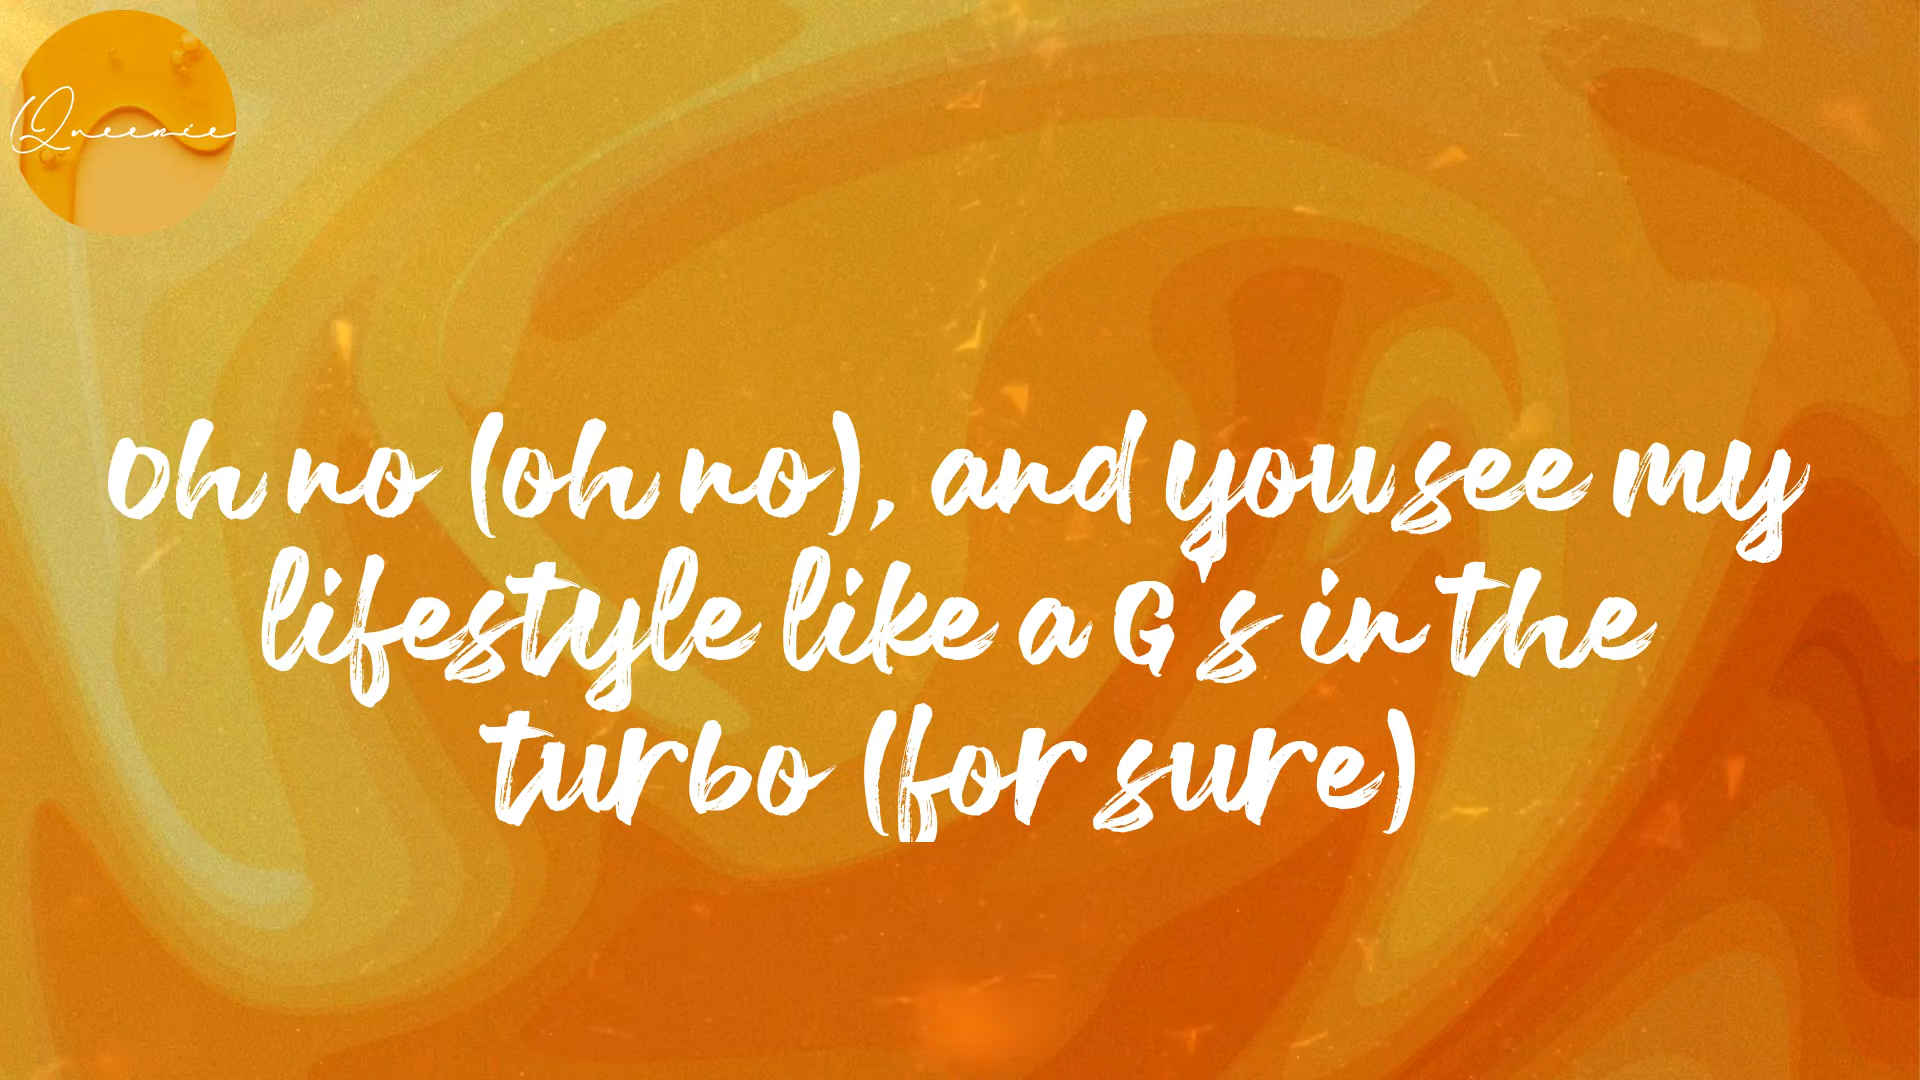 Queenie
Oh no (oh no), and you see my
lifestyle like a G's in the
turbo (for sure)